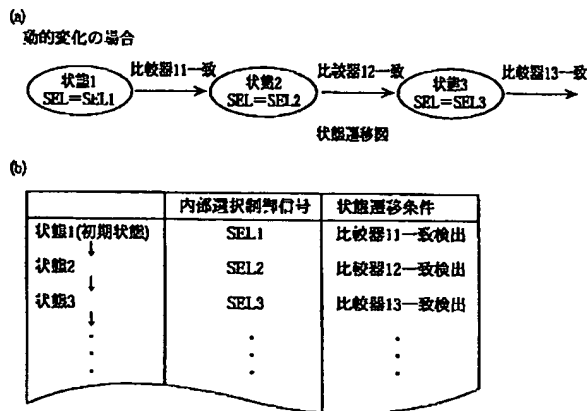 (a)
動的変化の場合
比較器11一致 比較器12一致 比較器13一致
状態1 状態2 状態3
SEL=SEL1 SEL=SEL2 SEL=SEL3
状態遷移図
(b)
内部選択制御信号 状態遷移条件
状態1(初期状態) SEL1 比較器11一致検出
↓
状態2 SEL2 比較器12一致検出
↓
状態3 SEL3 比較器13一致検出
↓